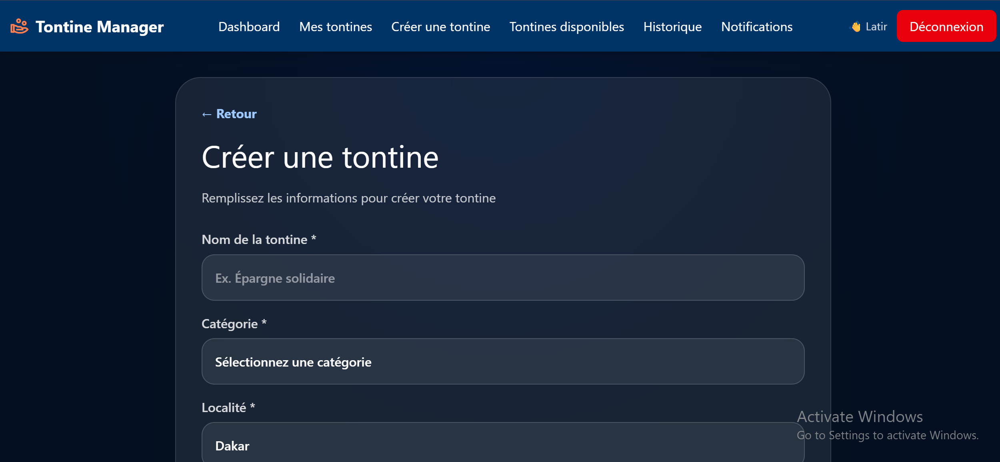 Tontine Manager
Dashboard Mes tontines Créer une tontine Tontines disponibles Historique Notifications 👋 Latir Déconnexion
← Retour
Créer une tontine
Remplissez les informations pour créer votre tontine
Nom de la tontine *
Ex. Épargne solidaire
Catégorie *
Sélectionnez une catégorie
Localité *
Dakar
Activate Windows
Go to Settings to activate Windows.